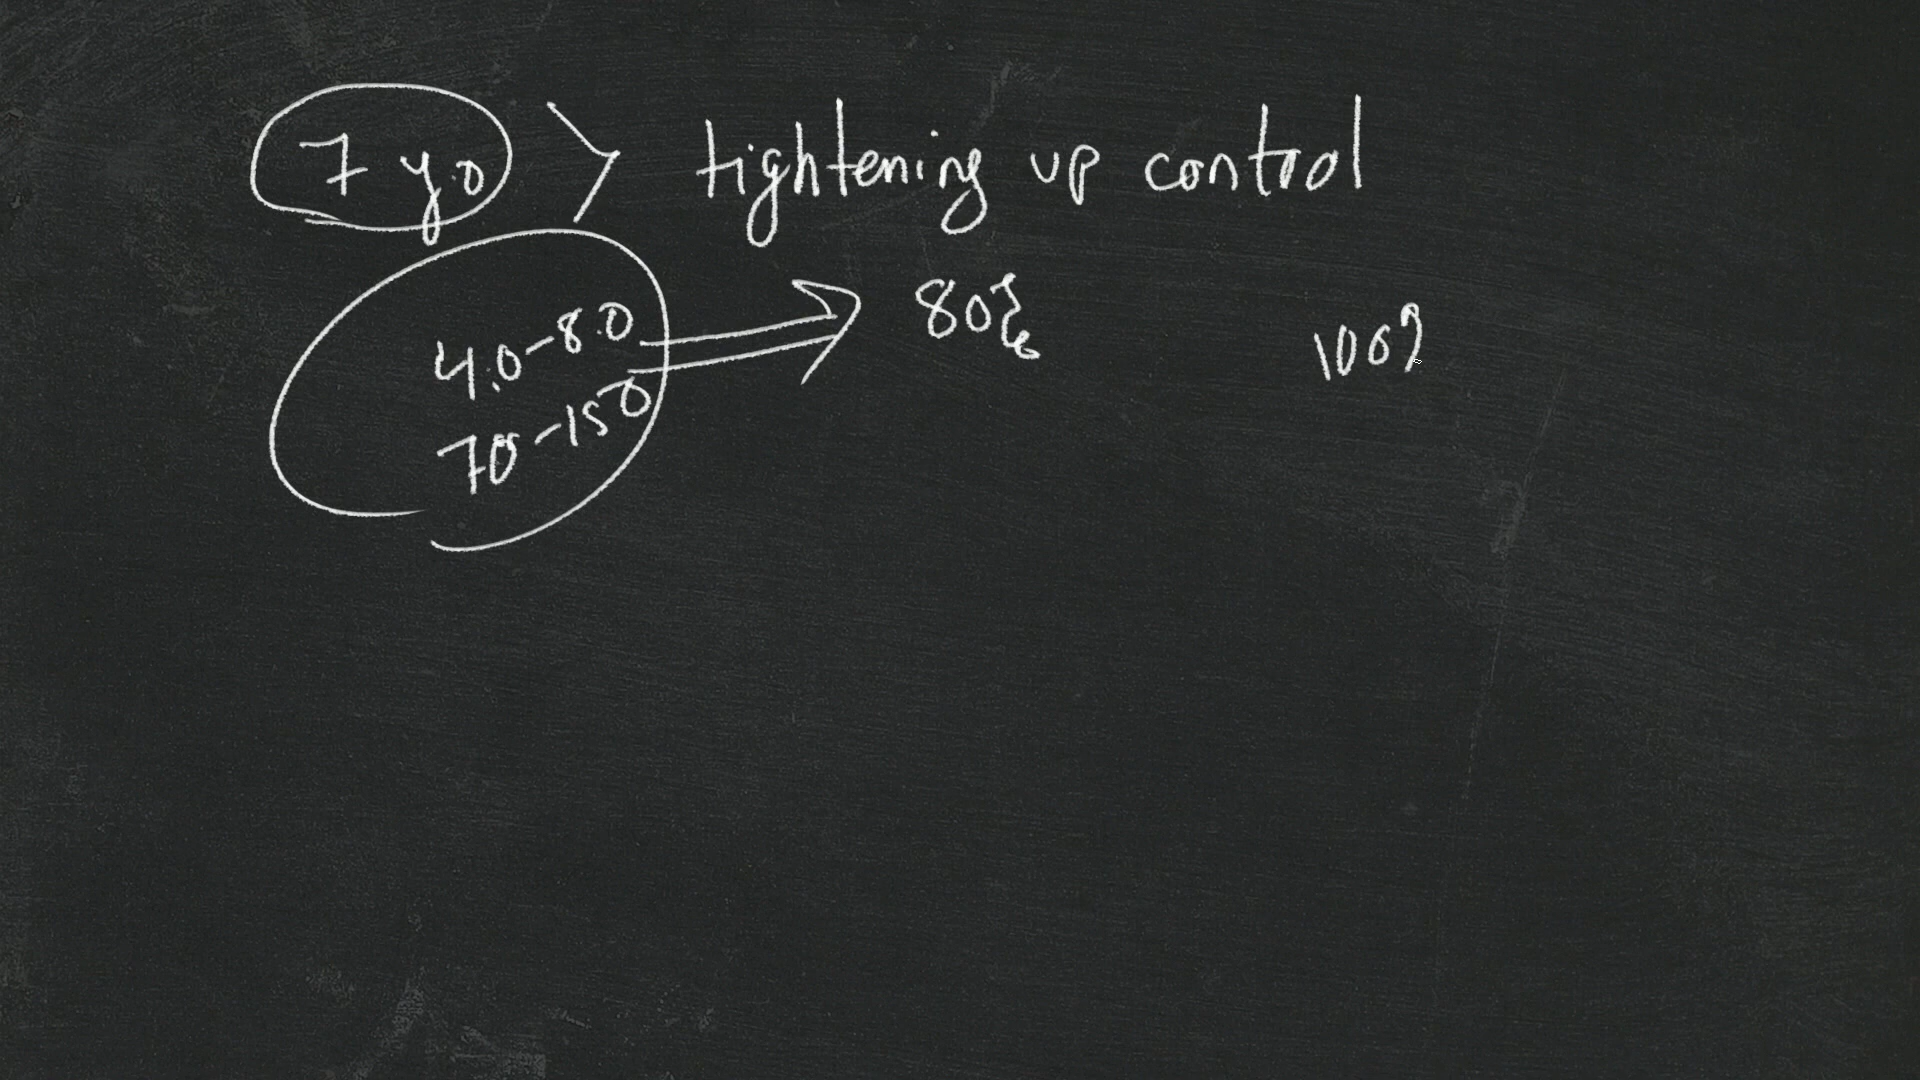 7 y.o > tightening up control
4.0-8.0 ⇒ 80% 100%
70-150